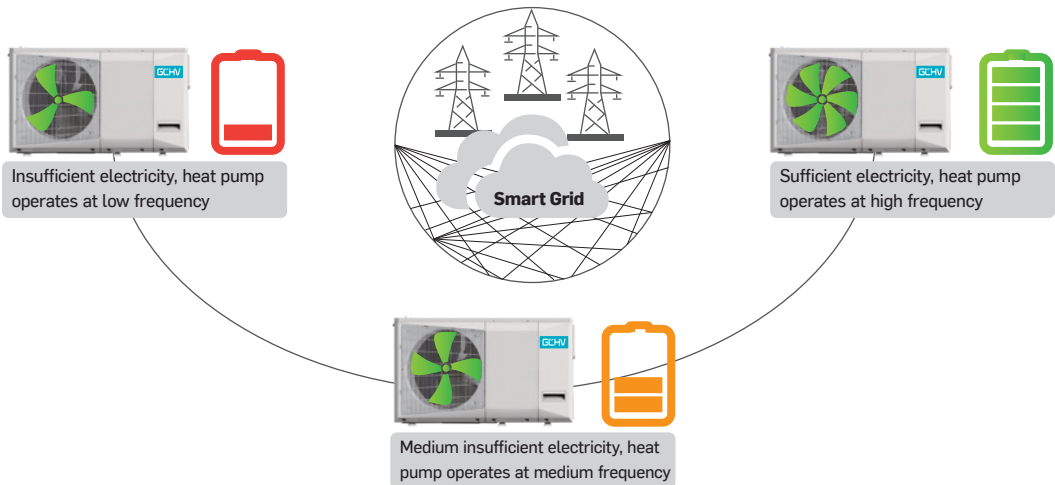 GCHV
GCHV
Smart Grid
Insufficient electricity, heat pump
operates at low frequency
Sufficient electricity, heat pump
operates at high frequency
GCHV
Medium insufficient electricity, heat
pump operates at medium frequency